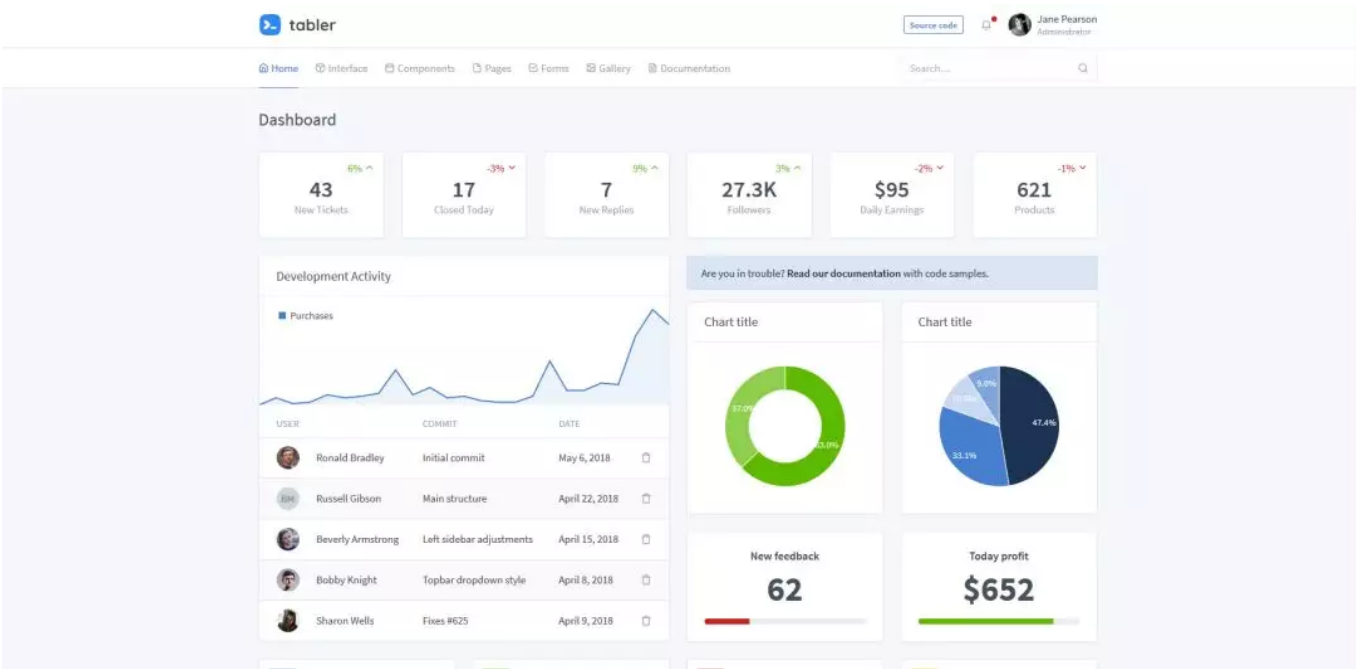 tabler
Source code
Jane Pearson
Administrator
Home Interface Components Pages Forms Gallery Documentation
Search...
Dashboard
6%
43
New Tickets
-3%
17
Closed Today
9%
7
New Replies
3%
27.3K
Followers
-2%
$95
Daily Earnings
-1%
621
Products
Development Activity
Purchases
USER COMMIT DATE
Ronald Bradley Initial commit May 6, 2018
BM Russell Gibson Main structure April 22, 2018
Beverly Armstrong Left sidebar adjustments April 15, 2018
Bobby Knight Topbar dropdown style April 8, 2018
Sharon Wells Fixes #625 April 9, 2018
Are you in trouble? Read our documentation with code samples.
Chart title
37.0%
63.0%
Chart title
9.0%
47.4%
33.1%
New feedback
62
Today profit
$652